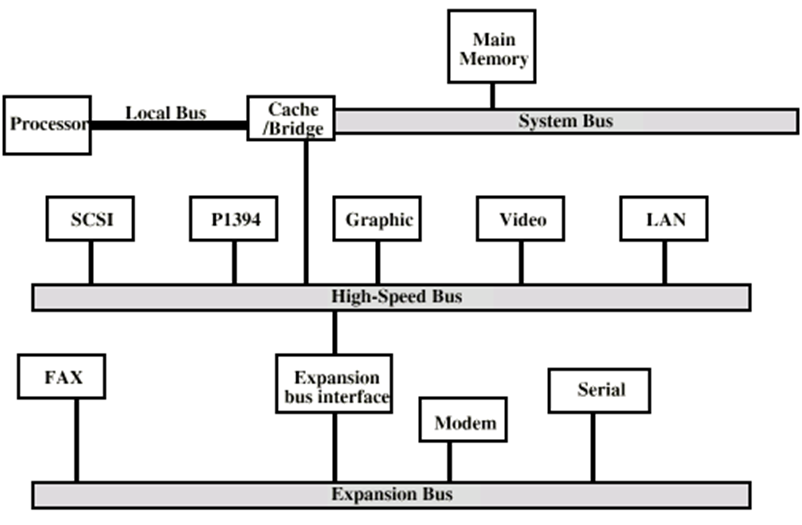 Main
Memory
Processor
Local Bus
Cache
/Bridge
System Bus
SCSI
P1394
Graphic
Video
LAN
High-Speed Bus
FAX
Expansion
bus interface
Modem
Serial
Expansion Bus